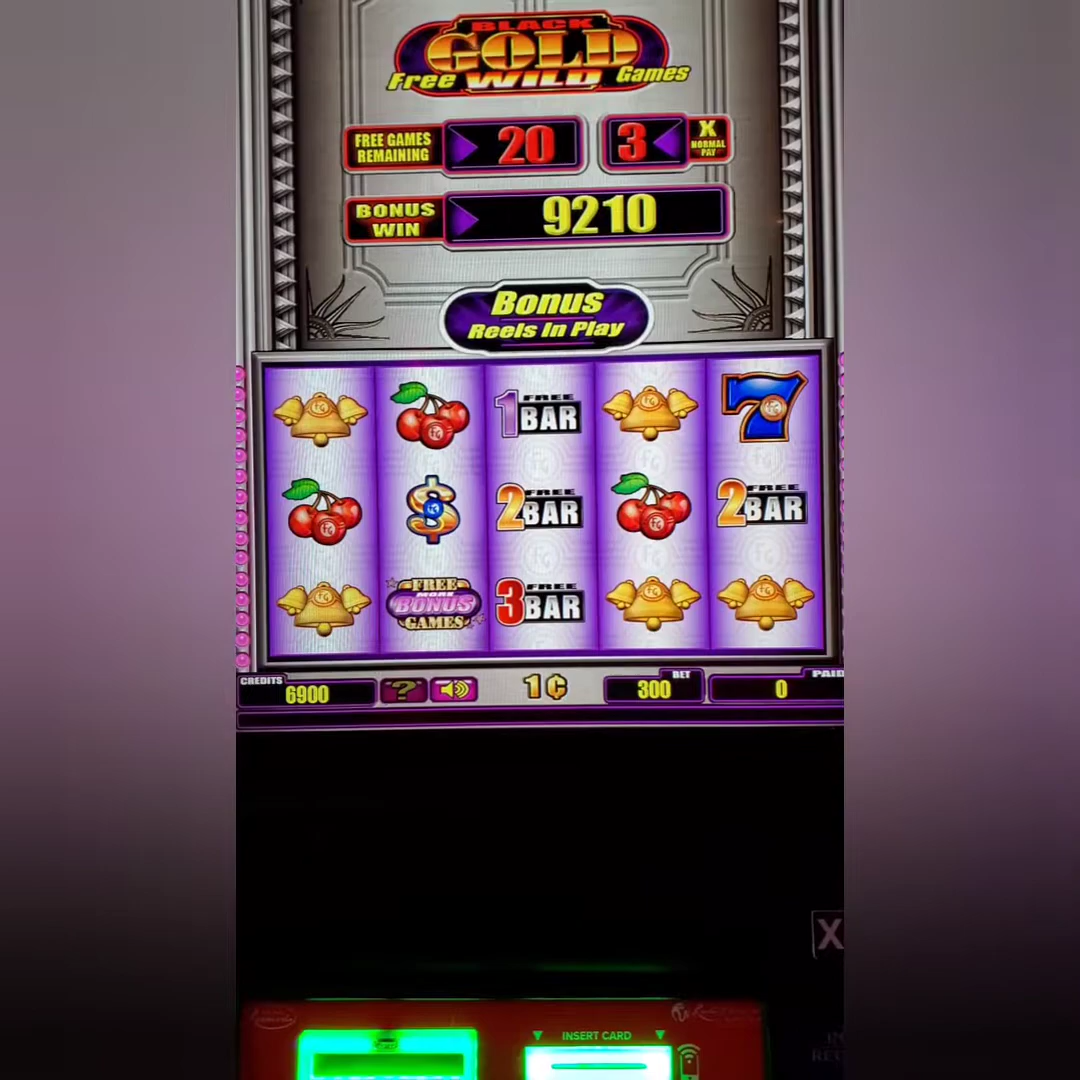 BLACK
GOLD
Free WILD Games
FREE GAMES REMAINING 20
3 X NORMAL PAY
BONUS WIN 9210
Bonus
Reels In Play
1 FREE BAR
7
2 FREE BAR
2 FREE BAR
$
FREE MORE BONUS GAMES
3 FREE BAR
CREDITS 6900
?
1¢
BET 300
PAID 0
X
INSERT CARD